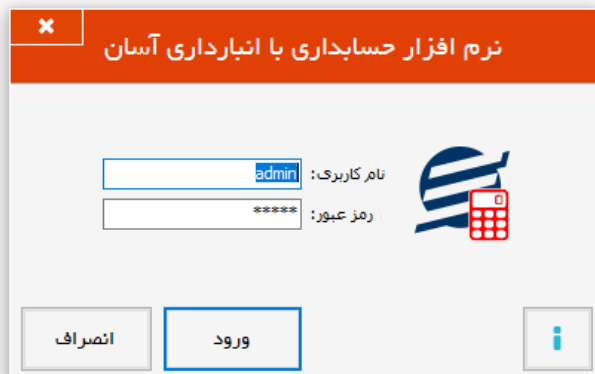 نرم افزار حسابداری با انبارداری آسان
نام کاربری: admin
رمز عبور: *****
ورود
انصراف